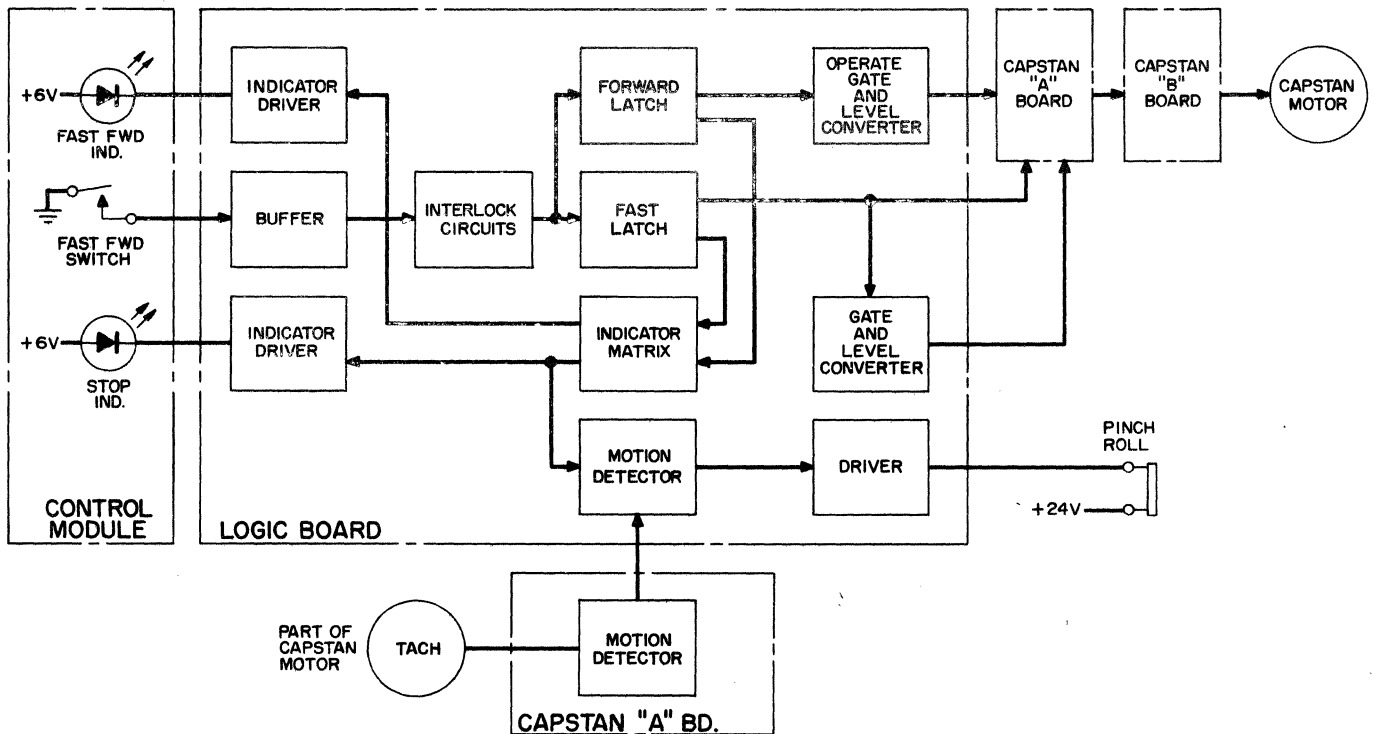 +6V
FAST FWD
IND.
INDICATOR
DRIVER
FORWARD
LATCH
OPERATE
GATE
AND
LEVEL
CONVERTER
CAPSTAN
"A"
BOARD
CAPSTAN
"B"
BOARD
CAPSTAN
MOTOR
FAST FWD
SWITCH
BUFFER
INTERLOCK
CIRCUITS
FAST
LATCH
+6V
STOP
IND.
INDICATOR
DRIVER
INDICATOR
MATRIX
GATE
AND
LEVEL
CONVERTER
MOTION
DETECTOR
DRIVER
PINCH
ROLL
+24V
CONTROL
MODULE
LOGIC BOARD
PART OF
CAPSTAN
MOTOR
TACH
MOTION
DETECTOR
CAPSTAN "A" BD.